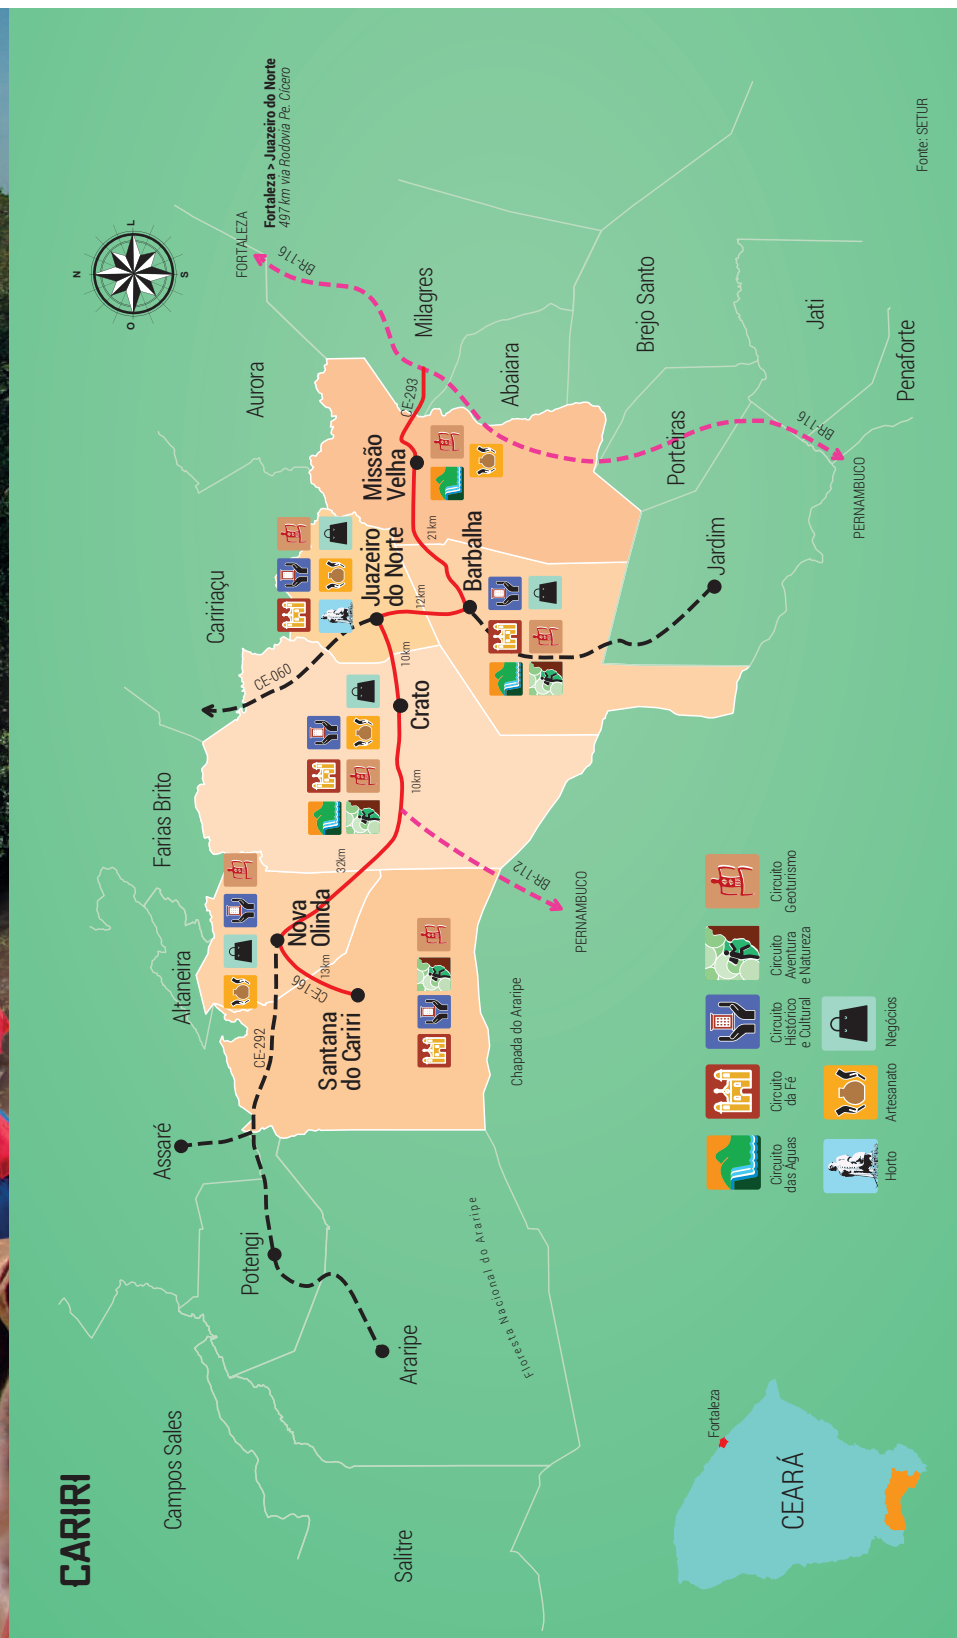 CARIRI
Campos Sales
Salitre
Araripe
Potengi
Assaré
Altaneira
Farias Brito
Caririaçu
Aurora
N
O
L
S
FORTALEZA
Fortaleza > Juazeiro do Norte
497 km via Rodovia Pe. Cícero
BR-116
Milagres
CE-293
Abaiara
Brejo Santo
Jati
Penaforte
Porteiras
BR-116
PERNAMBUCO
Jardim
Missão
Velha
21km
Juazeiro
do Norte
12km
Barbalha
CE-060
10km
Crato
10km
32km
BR-112
PERNAMBUCO
Nova
Olinda
13km
CE-166
CE-292
Santana
do Cariri
Chapada do Araripe
Floresta Nacional do Araripe
Circuito
das Águas
Circuito
da Fé
Circuito
Histórico
e Cultural
Circuito
Aventura
e Natureza
Circuito
Geoturismo
Horto
Artesanato
Negócios
Fortaleza
CEARÁ
Fonte: SETUR